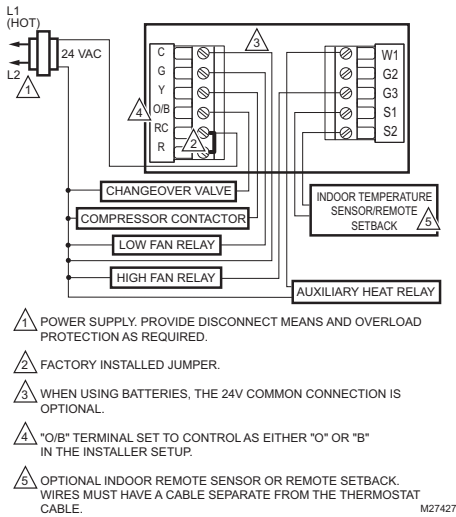 L1
(HOT)
24 VAC
L2
1
C
G
Y
O/B
RC
R
4
2
3
W1
G2
G3
S1
S2
CHANGEOVER VALVE
COMPRESSOR CONTACTOR
LOW FAN RELAY
HIGH FAN RELAY
INDOOR TEMPERATURE
SENSOR/REMOTE
SETBACK
5
AUXILIARY HEAT RELAY
1 POWER SUPPLY. PROVIDE DISCONNECT MEANS AND OVERLOAD
PROTECTION AS REQUIRED.
2 FACTORY INSTALLED JUMPER.
3 WHEN USING BATTERIES, THE 24V COMMON CONNECTION IS
OPTIONAL.
4 "O/B" TERMINAL SET TO CONTROL AS EITHER "O" OR "B"
IN THE INSTALLER SETUP.
5 OPTIONAL INDOOR REMOTE SENSOR OR REMOTE SETBACK.
WIRES MUST HAVE A CABLE SEPARATE FROM THE THERMOSTAT
CABLE.
M27427